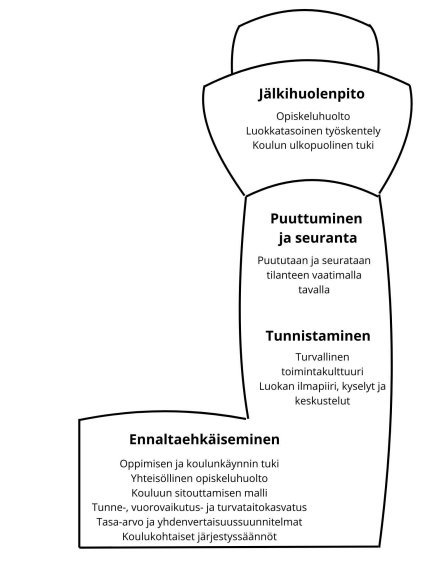 Jälkihuolenpito
Opiskeluhuolto
Luokkatasoinen työskentely
Koulun ulkopuolinen tuki
Puuttuminen
ja seuranta
Puututaan ja seurataan
tilanteen vaatimalla
tavalla
Tunnistaminen
Turvallinen
toimintakulttuuri
Luokan ilmapiiri, kyselyt ja
keskustelut
Ennaltaehkäiseminen
Oppimisen ja koulunkäynnin tuki
Yhteisöllinen opiskeluhuolto
Kouluun sitouttamisen malli
Tunne-, vuorovaikutus- ja turvataitokasvatus
Tasa-arvo ja yhdenvertaisuussuunnitelmat
Koulukohtaiset järjestyssäännöt